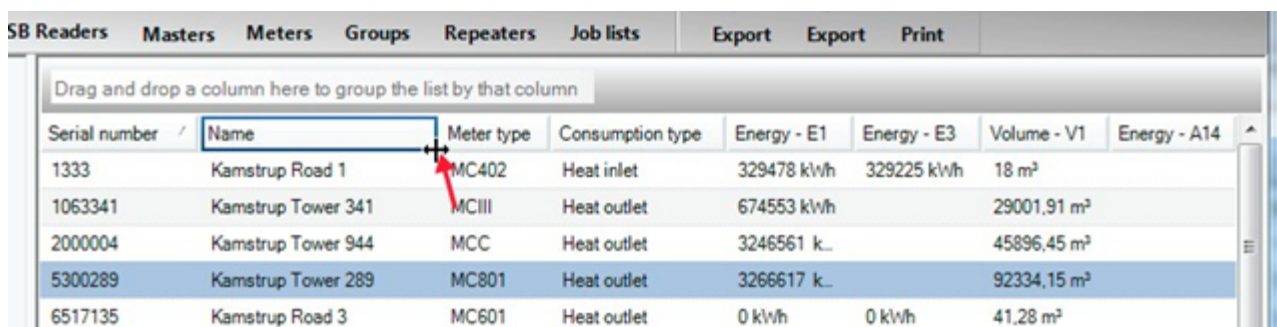 SB Readers Masters Meters Groups Repeaters Job lists Export Export Print
Drag and drop a column here to group the list by that column
Serial number Name Meter type Consumption type Energy - E1 Energy - E3 Volume - V1 Energy - A14
1333 Kamstrup Road 1 MC402 Heat inlet 329478 kWh 329225 kWh 18 m³
1063341 Kamstrup Tower 341 MCIII Heat outlet 674553 kWh 29001,91 m³
2000004 Kamstrup Tower 944 MCC Heat outlet 3246561 k... 45896,45 m³
5300289 Kamstrup Tower 289 MC801 Heat outlet 3266617 k... 92334,15 m³
6517135 Kamstrup Road 3 MC601 Heat outlet 0 kWh 0 kWh 41,28 m³